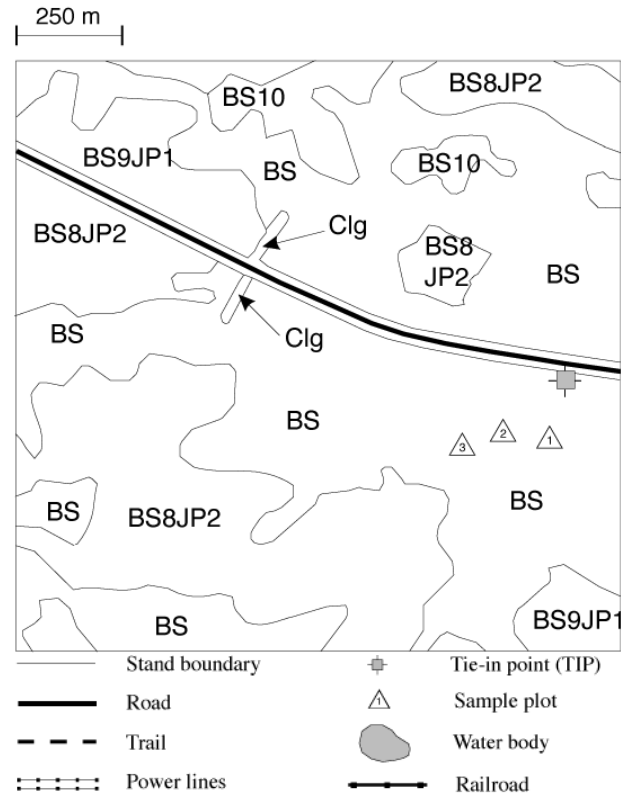 250 m
BS8JP2
BS10
BS9JP1
BS
BS10
Clg
BS8JP2
BS8
JP2
BS
BS
Clg
BS
2
1
3
BS
BS
BS8JP2
BS
BS9JP1
Stand boundary
Tie-in point (TIP)
Road
1
Sample plot
Trail
Water body
Power lines
Railroad